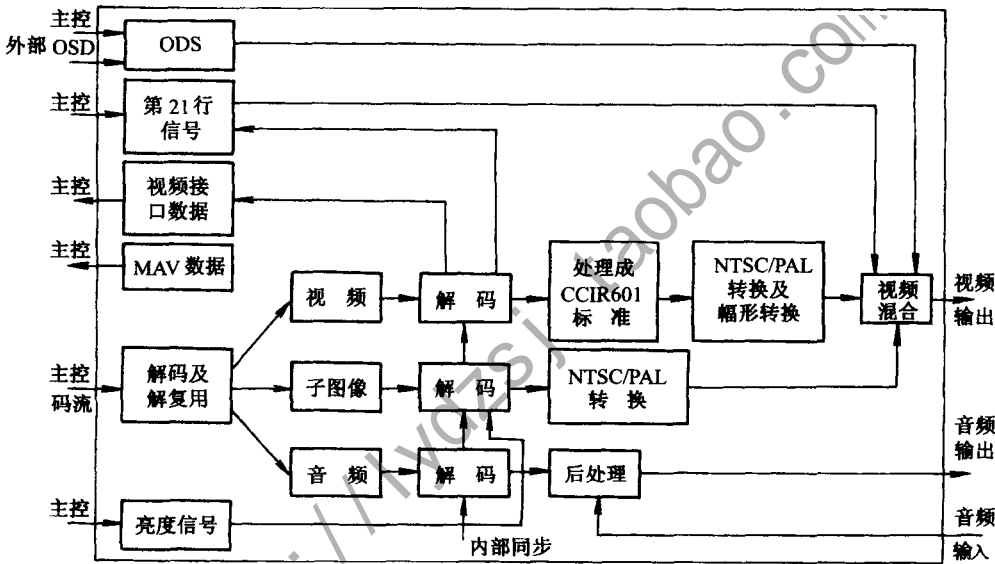 主控
外部 OSD
ODS
主控
第 21 行
信号
主控
视频接
口数据
主控
MAV 数据
视 频
解 码
处理成
CCIR601
标 准
NTSC/PAL
转换及
幅形转换
视频
混合
视频
输出
主控
码流
解码及
解复用
子图像
解 码
NTSC/PAL
转 换
音 频
解 码
后处理
音频
输出
主控
亮度信号
内部同步
音频
输入
://lydzsj.taobao.com